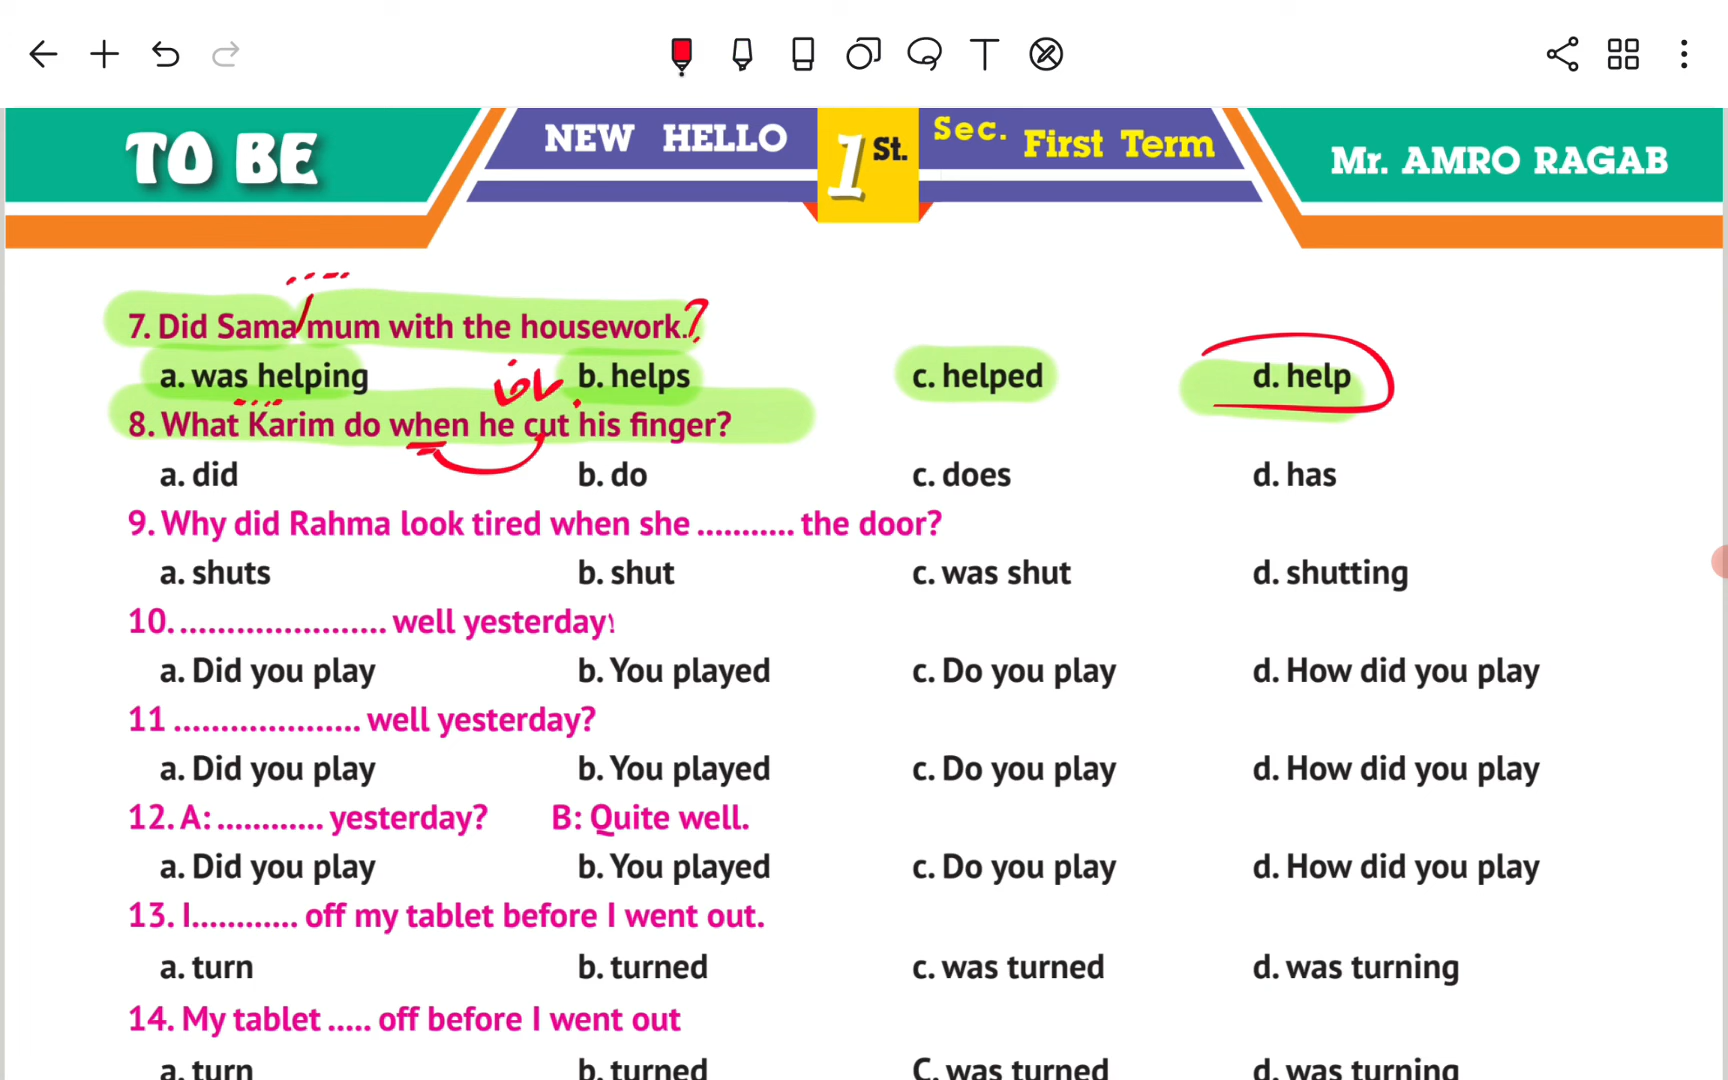 TO BE
NEW HELLO
1 St.
Sec. First Term
Mr. AMRO RAGAB
7. Did Sama/mum with the housework.?
a. was helping b. helps c. helped d. help
ماض
8. What Karim do when he cut his finger?
a. did b. do c. does d. has
9. Why did Rahma look tired when she ........... the door?
a. shuts b. shut c. was shut d. shutting
10. ...................... well yesterday
a. Did you play b. You played c. Do you play d. How did you play
11 .................... well yesterday?
a. Did you play b. You played c. Do you play d. How did you play
12. A: ............ yesterday? B: Quite well.
a. Did you play b. You played c. Do you play d. How did you play
13. I............ off my tablet before I went out.
a. turn b. turned c. was turned d. was turning
14. My tablet ..... off before I went out
a. turn b. turned C. was turned d. was turning